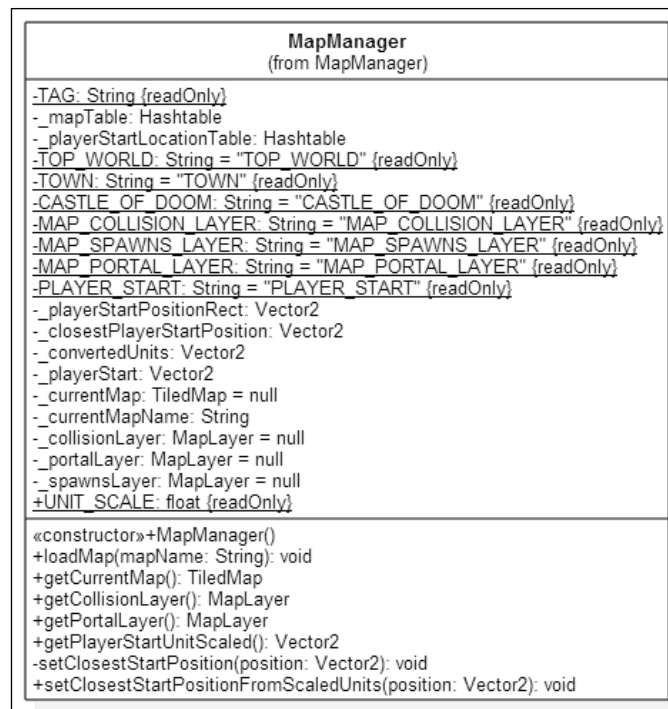 MapManager
(from MapManager)
-TAG: String {readOnly}
-_mapTable: Hashtable
-_playerStartLocationTable: Hashtable
-TOP_WORLD: String = "TOP_WORLD" {readOnly}
-TOWN: String = "TOWN" {readOnly}
-CASTLE_OF_DOOM: String = "CASTLE_OF_DOOM" {readOnly}
-MAP_COLLISION_LAYER: String = "MAP_COLLISION_LAYER" {readOnly}
-MAP_SPAWNS_LAYER: String = "MAP_SPAWNS_LAYER" {readOnly}
-MAP_PORTAL_LAYER: String = "MAP_PORTAL_LAYER" {readOnly}
-PLAYER_START: String = "PLAYER_START" {readOnly}
-_playerStartPositionRect: Vector2
-_closestPlayerStartPosition: Vector2
-_convertedUnits: Vector2
-_playerStart: Vector2
-_currentMap: TiledMap = null
-_currentMapName: String
-_collisionLayer: MapLayer = null
-_portalLayer: MapLayer = null
-_spawnsLayer: MapLayer = null
+UNIT_SCALE: float {readOnly}
«constructor»+MapManager()
+loadMap(mapName: String): void
+getCurrentMap(): TiledMap
+getCollisionLayer(): MapLayer
+getPortalLayer(): MapLayer
+getPlayerStartUnitScaled(): Vector2
-setClosestStartPosition(position: Vector2): void
+setClosestStartPositionFromScaledUnits(position: Vector2): void